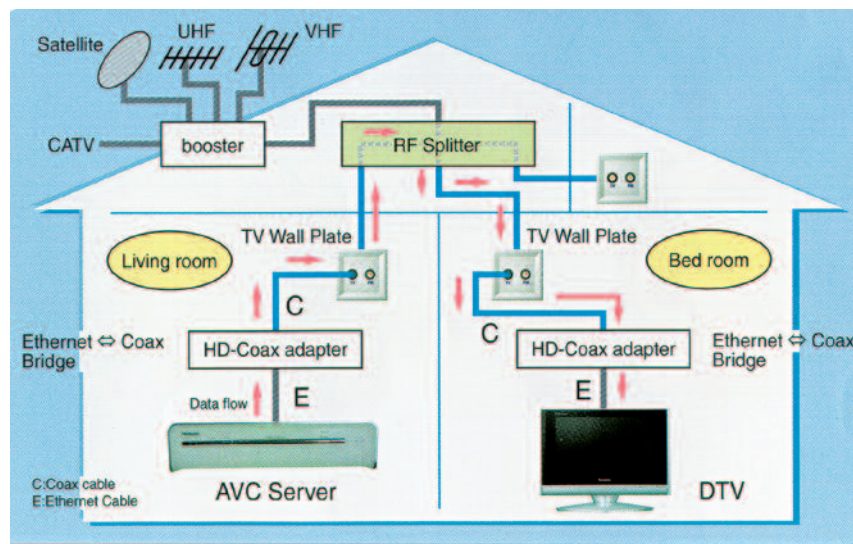 UHF
VHF
Satellite
CATV
booster
RF Splitter
TV Wall Plate
TV Wall Plate
Living room
Bed room
C
C
Ethernet ⇔ Coax
Bridge
HD-Coax adapter
HD-Coax adapter
Ethernet ⇔ Coax
Bridge
Data flow
E
E
C:Coax cable
E:Ethernet Cable
AVC Server
DTV